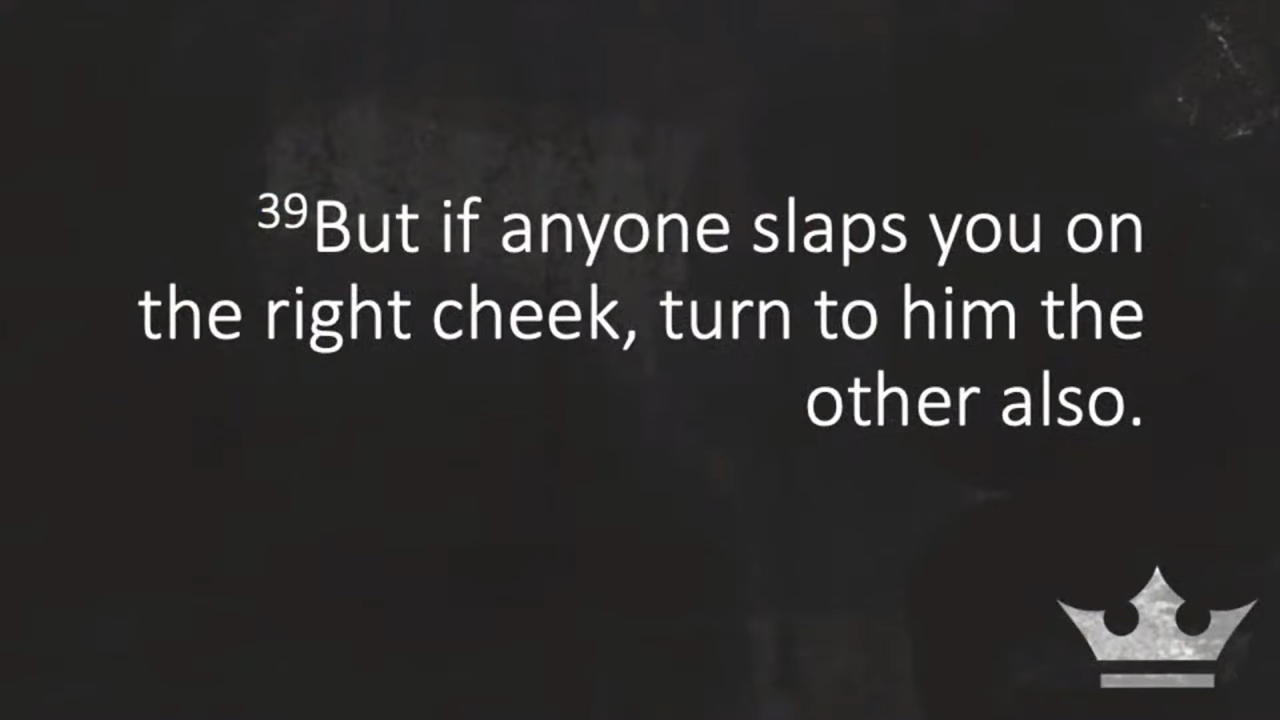 ³⁹But if anyone slaps you on
the right cheek, turn to him the
other also.